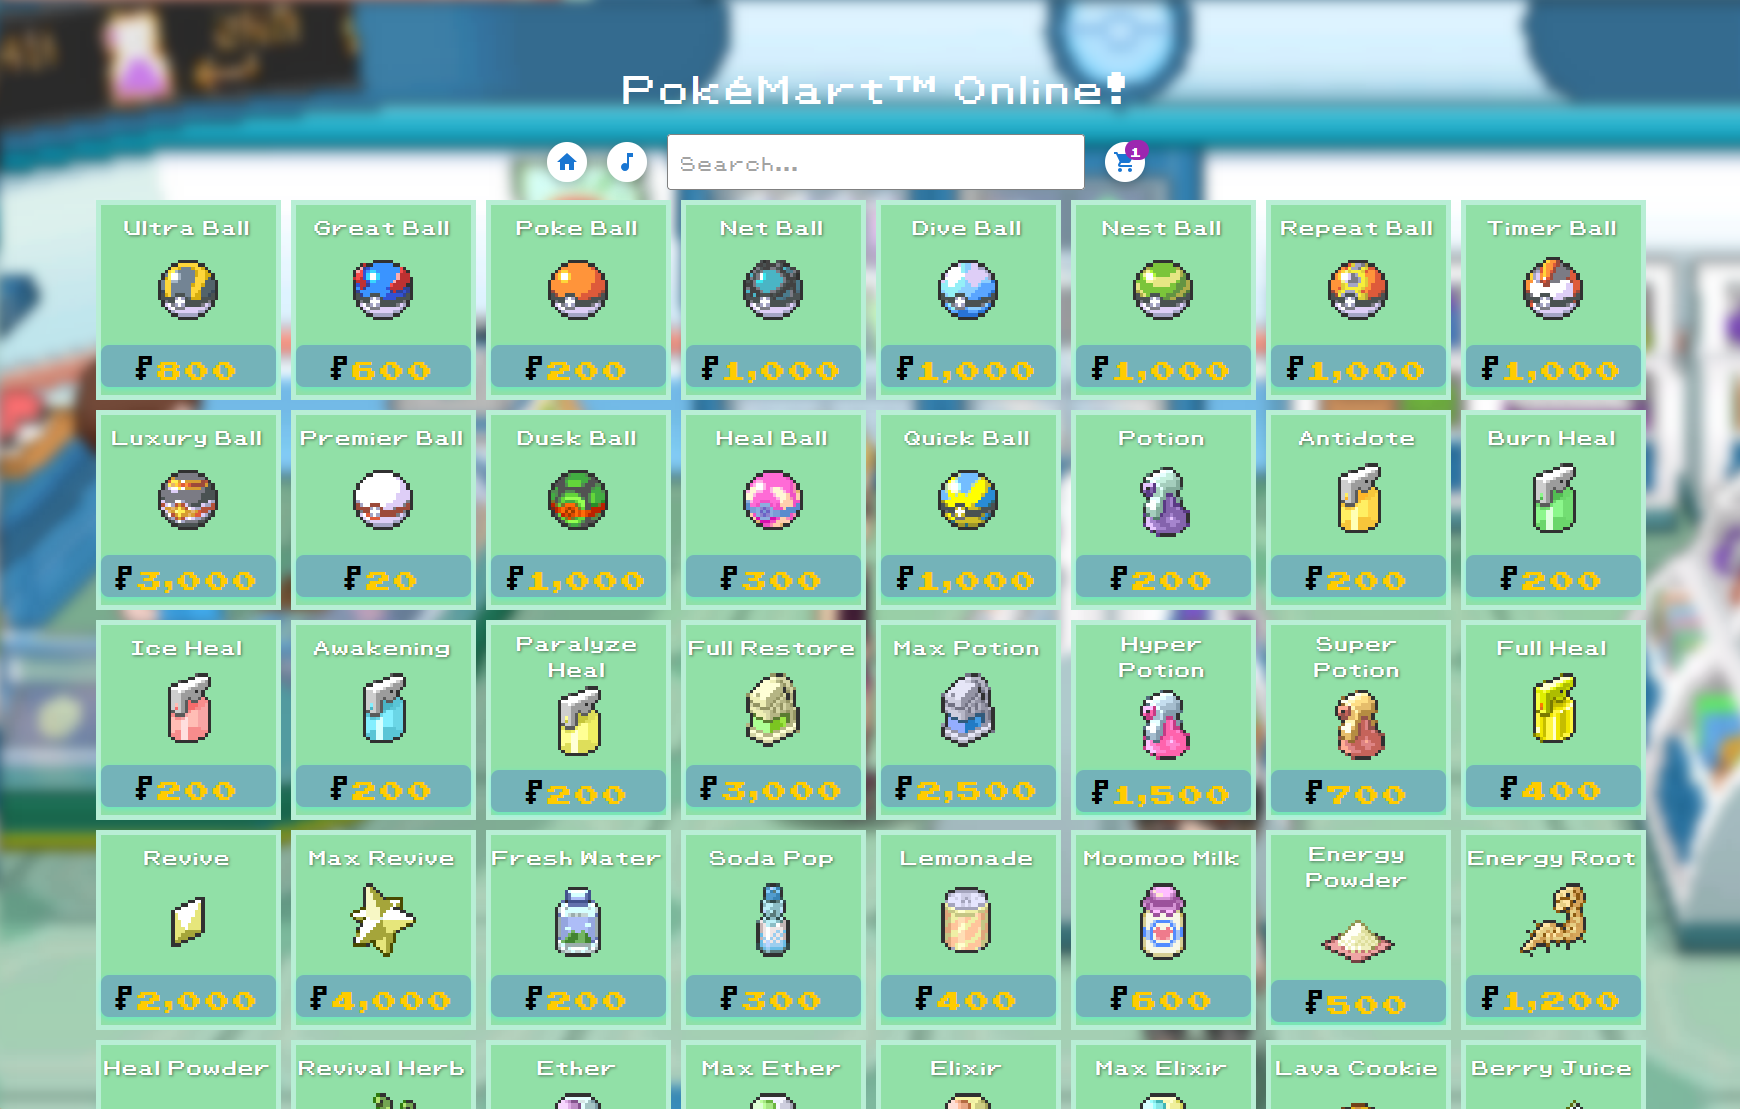 PokéMart™ Online!
Search...
1
Ultra Ball
₽800
Great Ball
₽600
Poke Ball
₽200
Net Ball
₽1,000
Dive Ball
₽1,000
Nest Ball
₽1,000
Repeat Ball
₽1,000
Timer Ball
₽1,000
Luxury Ball
₽3,000
Premier Ball
₽20
Dusk Ball
₽1,000
Heal Ball
₽300
Quick Ball
₽1,000
Potion
₽200
Antidote
₽200
Burn Heal
₽200
Ice Heal
₽200
Awakening
₽200
Paralyze
Heal
₽200
Full Restore
₽3,000
Max Potion
₽2,500
Hyper
Potion
₽1,500
Super
Potion
₽700
Full Heal
₽400
Revive
₽2,000
Max Revive
₽4,000
Fresh Water
₽200
Soda Pop
₽300
Lemonade
₽400
Moomoo Milk
₽600
Energy
Powder
₽500
Energy Root
₽1,200
Heal Powder
Revival Herb
Ether
Max Ether
Elixir
Max Elixir
Lava Cookie
Berry Juice